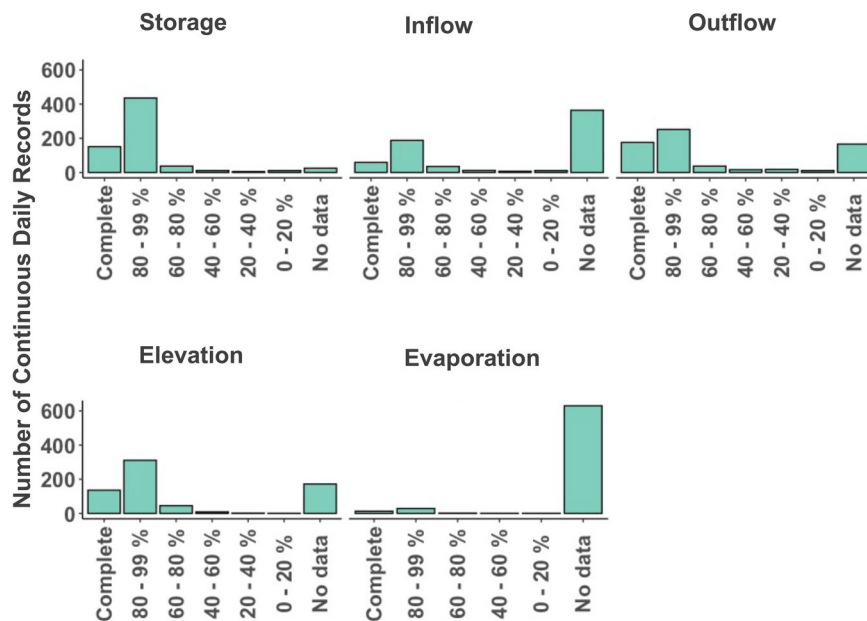 Storage
Inflow
Outflow
Number of Continuous Daily Records
600
400
200
0
Complete
80 - 99 %
60 - 80 %
40 - 60 %
20 - 40 %
0 - 20 %
No data
Complete
80 - 99 %
60 - 80 %
40 - 60 %
20 - 40 %
0 - 20 %
No data
Complete
80 - 99 %
60 - 80 %
40 - 60 %
20 - 40 %
0 - 20 %
No data
Elevation
Evaporation
600
400
200
0
Complete
80 - 99 %
60 - 80 %
40 - 60 %
20 - 40 %
0 - 20 %
No data
Complete
80 - 99 %
60 - 80 %
40 - 60 %
20 - 40 %
0 - 20 %
No data